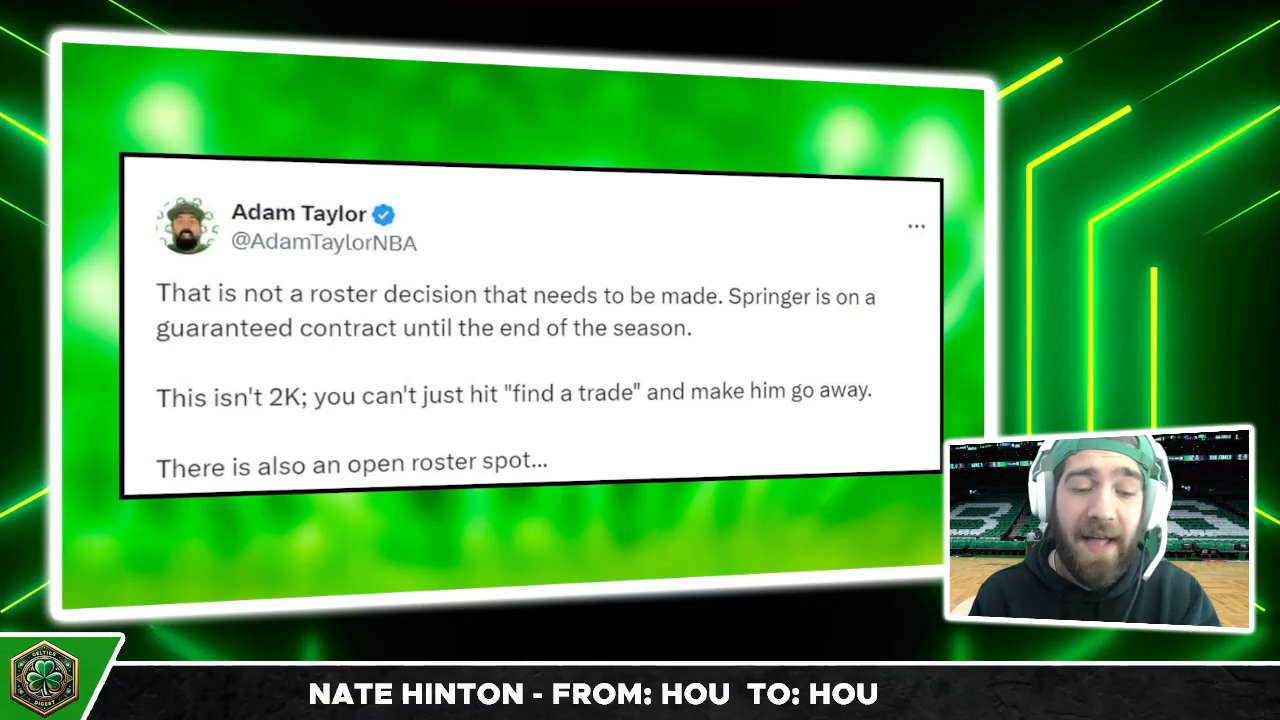 Adam Taylor
@AdamTaylorNBA
That is not a roster decision that needs to be made. Springer is on a
guaranteed contract until the end of the season.
This isn't 2K; you can't just hit "find a trade" and make him go away.
There is also an open roster spot...
CELTICS
DIGEST
NATE HINTON - FROM: HOU TO: HOU